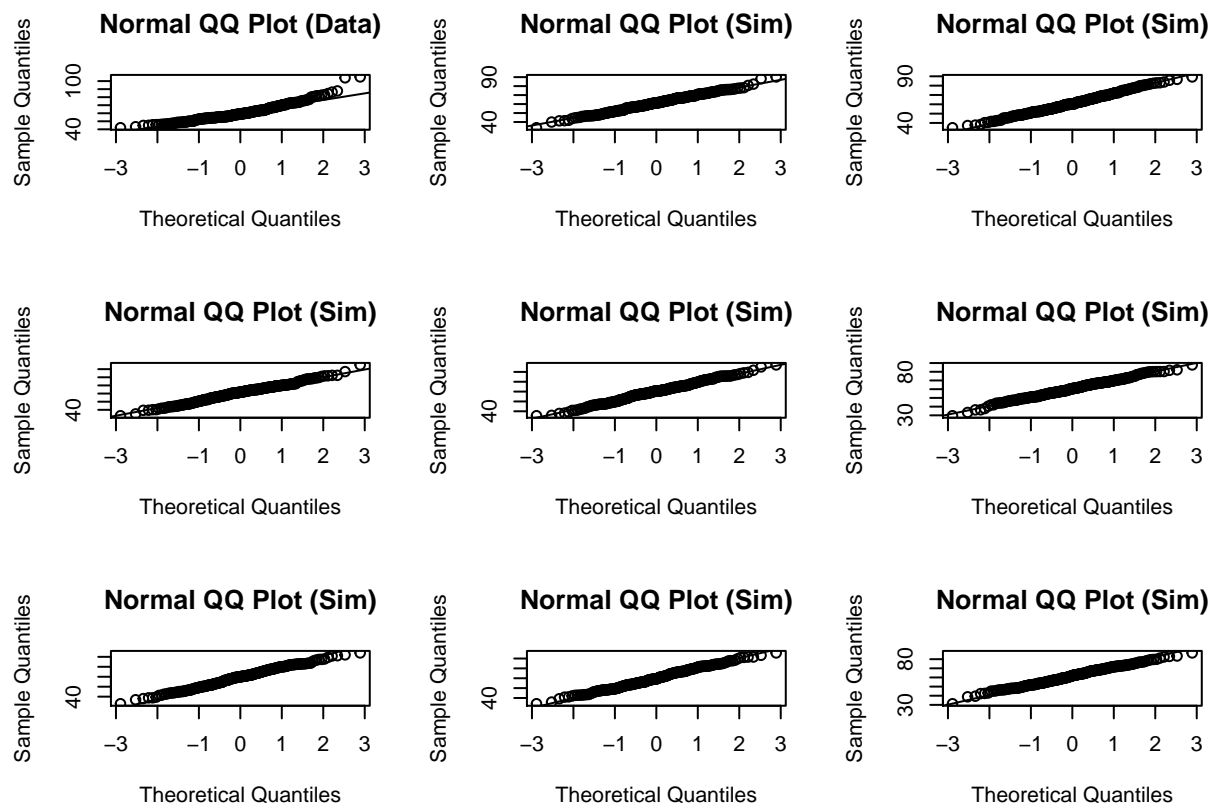 Normal QQ Plot (Data)
Sample Quantiles
100
40
−3 −1 0 1 2 3
Theoretical Quantiles
Normal QQ Plot (Sim)
Sample Quantiles
90
40
−3 −1 0 1 2 3
Theoretical Quantiles
Normal QQ Plot (Sim)
Sample Quantiles
90
40
−3 −1 0 1 2 3
Theoretical Quantiles
Normal QQ Plot (Sim)
Sample Quantiles
40
−3 −1 0 1 2 3
Theoretical Quantiles
Normal QQ Plot (Sim)
Sample Quantiles
40
−3 −1 0 1 2 3
Theoretical Quantiles
Normal QQ Plot (Sim)
Sample Quantiles
80
30
−3 −1 0 1 2 3
Theoretical Quantiles
Normal QQ Plot (Sim)
Sample Quantiles
40
−3 −1 0 1 2 3
Theoretical Quantiles
Normal QQ Plot (Sim)
Sample Quantiles
40
−3 −1 0 1 2 3
Theoretical Quantiles
Normal QQ Plot (Sim)
Sample Quantiles
80
30
−3 −1 0 1 2 3
Theoretical Quantiles